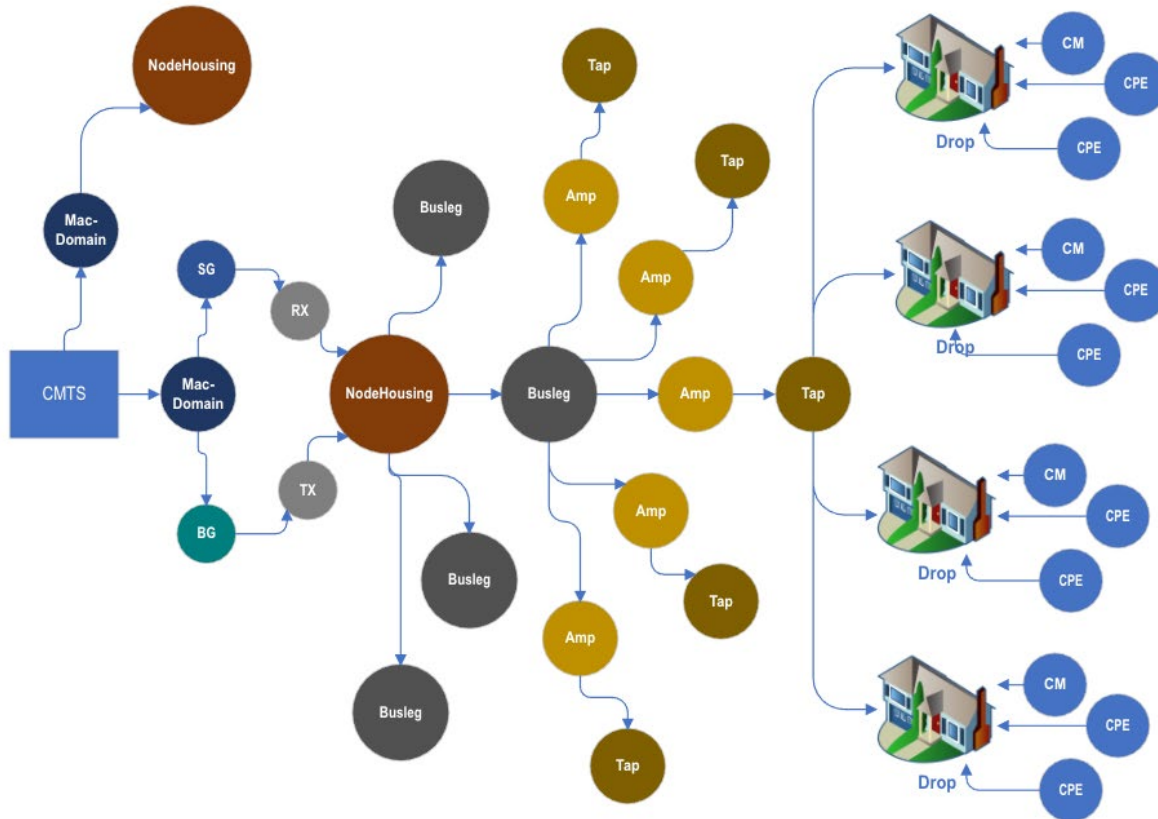 NodeHousing
Tap
CM
CPE
Drop
CPE
Tap
Amp
Busleg
Mac-
Domain
SG
Amp
CM
CPE
Drop
CPE
RX
CMTS
Mac-
Domain
NodeHousing
Busleg
Amp
Tap
BG
TX
Amp
CM
CPE
Drop
CPE
Busleg
Tap
Amp
Busleg
Tap
CM
CPE
Drop
CPE